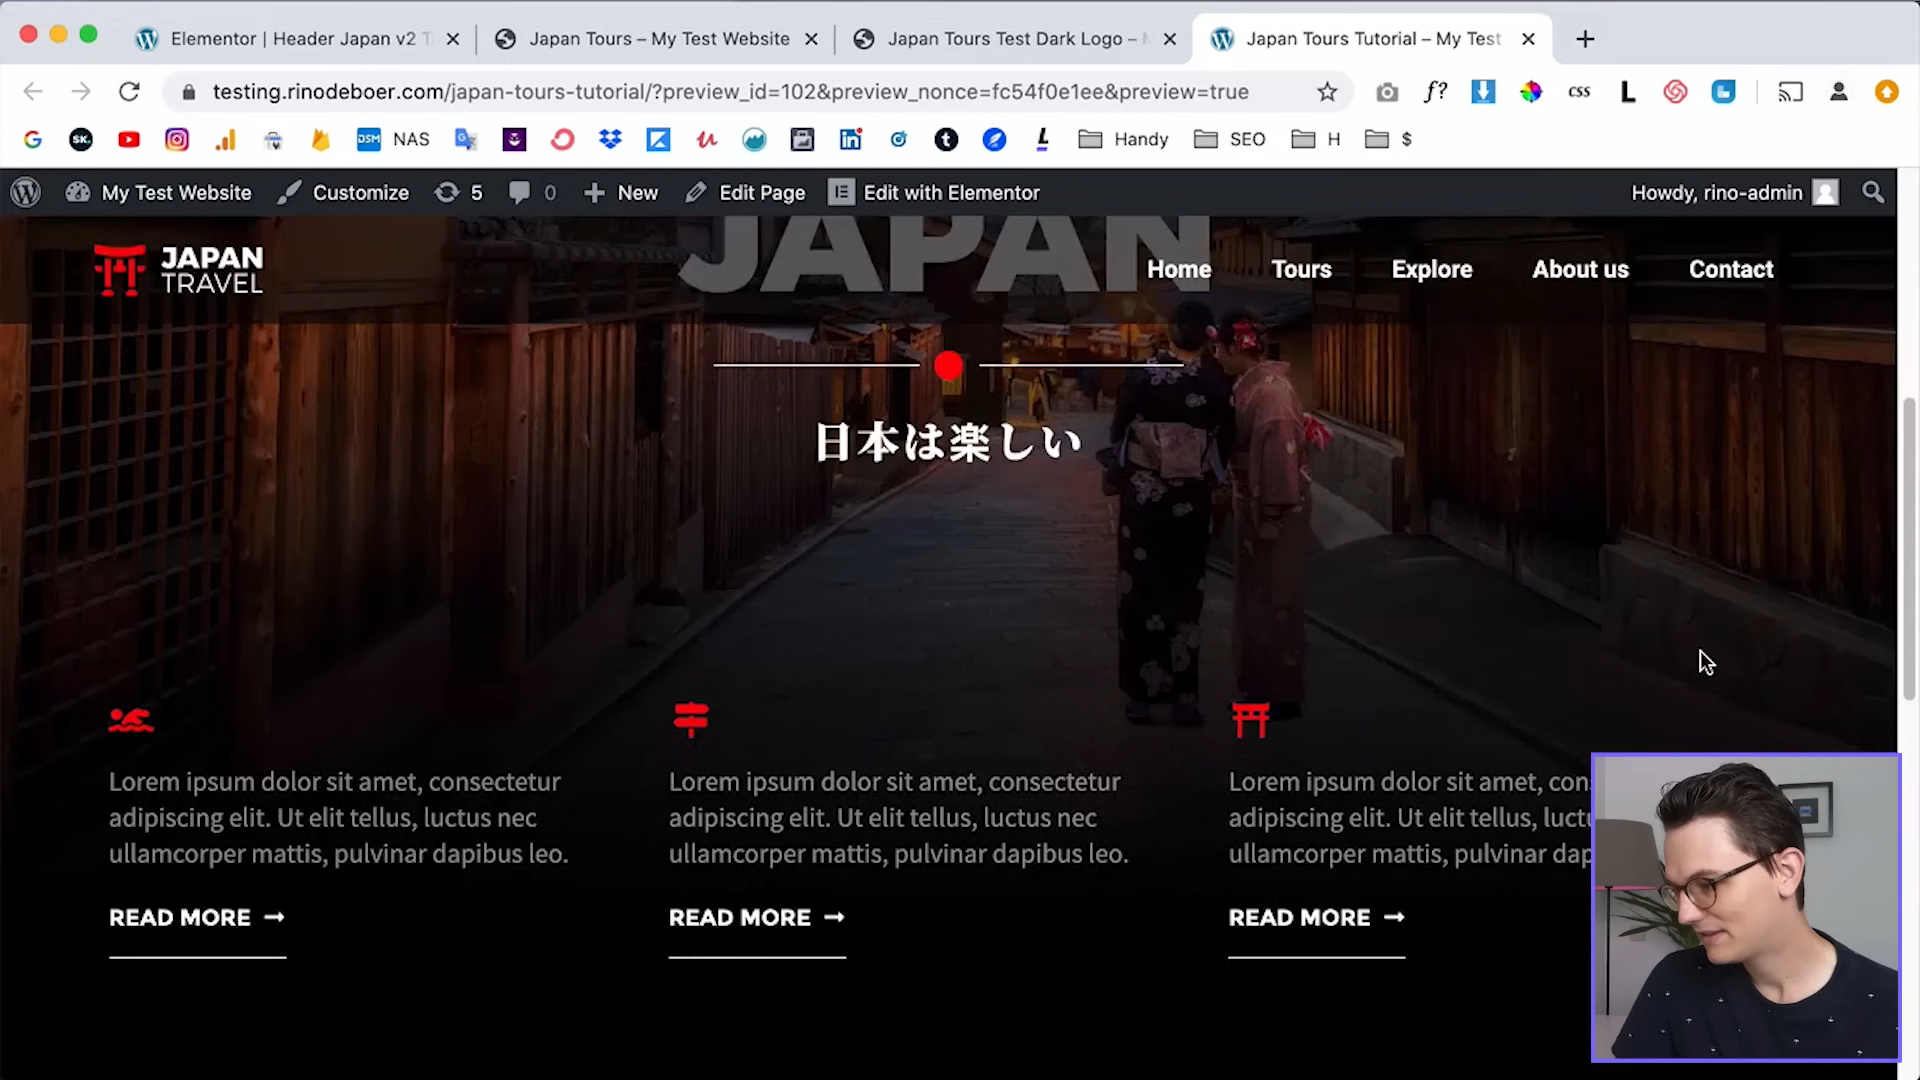 Elementor | Header Japan v2 T
Japan Tours – My Test Website
Japan Tours Test Dark Logo –
Japan Tours Tutorial – My Test
testing.rinodeboer.com/japan-tours-tutorial/?preview_id=102&preview_nonce=fc54f0e1ee&preview=true
f?
CSS
L
G
SK.
DSM
NAS
Handy
SEO
H
$
My Test Website
Customize
5
0
New
Edit Page
Edit with Elementor
Howdy, rino-admin
JAPAN
JAPAN
TRAVEL
Home
Tours
Explore
About us
Contact
日本は楽しい
Lorem ipsum dolor sit amet, consectetur
adipiscing elit. Ut elit tellus, luctus nec
ullamcorper mattis, pulvinar dapibus leo.
READ MORE
Lorem ipsum dolor sit amet, consectetur
adipiscing elit. Ut elit tellus, luctus nec
ullamcorper mattis, pulvinar dapibus leo.
READ MORE
Lorem ipsum dolor sit amet, con
adipiscing elit. Ut elit tellus, luctu
ullamcorper mattis, pulvinar dap
READ MORE